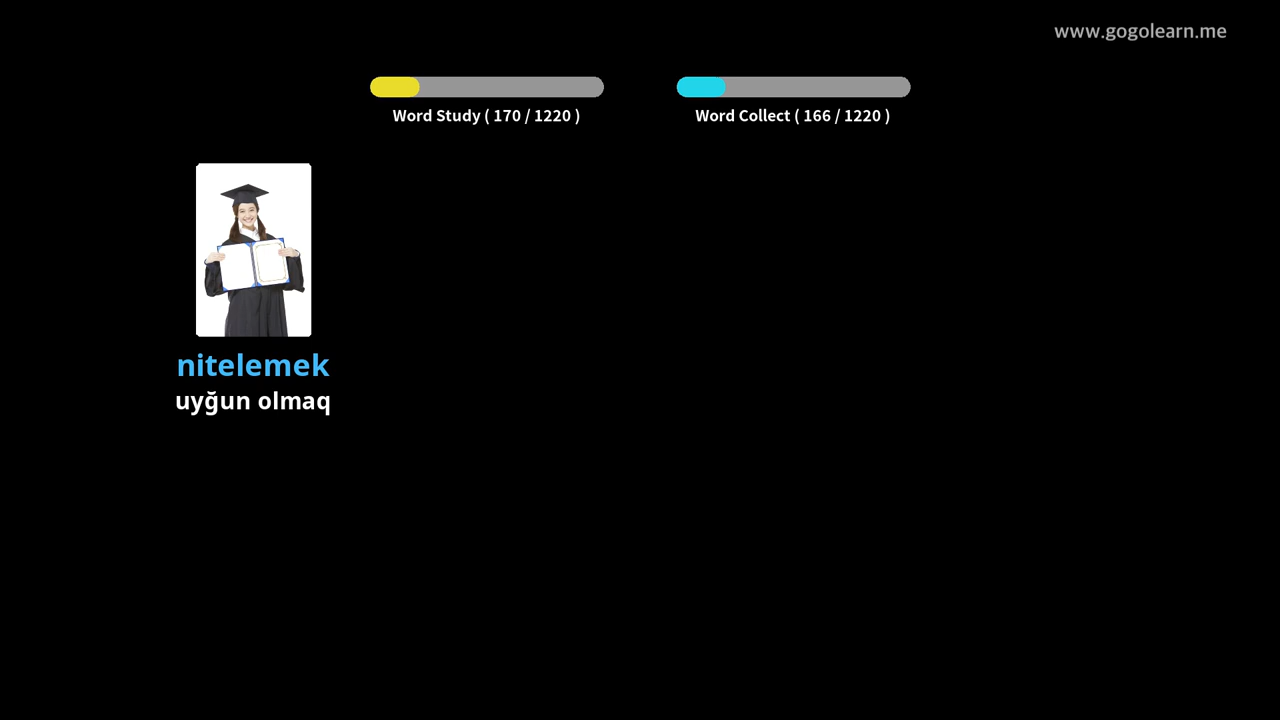 www.gogolearn.me
Word Study ( 170 / 1220 )
Word Collect ( 166 / 1220 )
nitelemek
uyğun olmaq